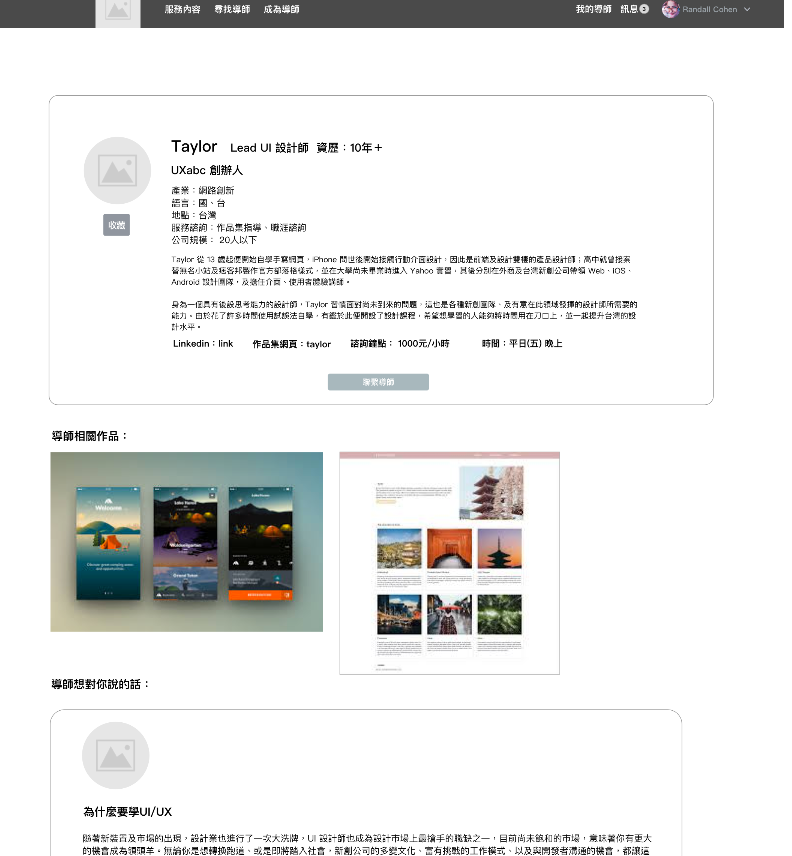 服務內容 尋找導師 成為導師 我的導師 訊息 Randall Cohen
Taylor Lead UI 設計師 資歷：10年＋
UXabc 創辦人
收藏
產業：網路創新
語言：國、台
地點：台灣
服務諮詢：作品集指導、職涯諮詢
公司規模： 20人以下
Taylor 從 13 歲起便開始自學手寫網頁，iPhone 問世後開始接觸行動介面設計，因此是前端及設計雙棲的產品設計師；高中就曾接案
替無名小站及痞客邦製作官方部落格樣式，並在大學尚未畢業時進入 Yahoo 實習，其後分別在外商及台灣新創公司帶領 Web、iOS、
Android 設計團隊，及擔任介面、使用者體驗講師。
身為一個具有後設思考能力的設計師，Taylor 習慣面對尚未到來的問題，這也是各種新創團隊、及有意在此領域發揮的設計師所需要的
能力。由於花了許多時間使用試誤法自學，有鑑於此便開設了設計課程，希望想學習的人能夠將時間用在刀口上，並一起提升台灣的設
計水平。
Linkedin：link 作品集網頁：taylor 諮詢鐘點： 1000元/小時 時間：平日(五) 晚上
聯繫導師
導師相關作品：
Welcome
導師想對你說的話：
為什麼要學UI/UX
隨著新裝置及市場的出現，設計業也進行了一次大洗牌，UI 設計師也成為設計市場上最搶手的職缺之一，目前尚未飽和的市場，意味著你有更大
的機會成為領頭羊。無論你是想轉換跑道、或是即將踏入社會，新創公司的多變文化、富有挑戰的工作模式、以及與開發者溝通的機會，都讓這